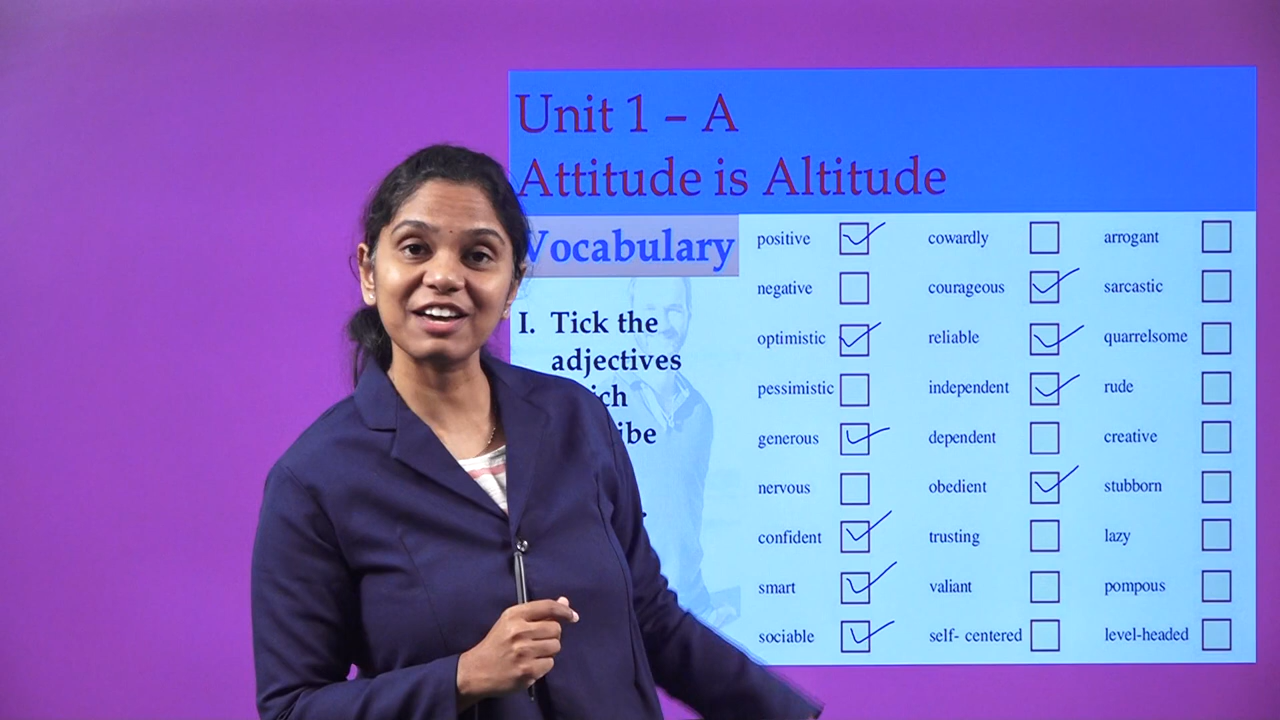 Unit 1 – A
Attitude is Altitude
Vocabulary
I. Tick the
adjectives
positive cowardly arrogant
negative courageous sarcastic
optimistic reliable quarrelsome
pessimistic independent rude
generous dependent creative
nervous obedient stubborn
confident trusting lazy
smart valiant pompous
sociable self- centered level-headed